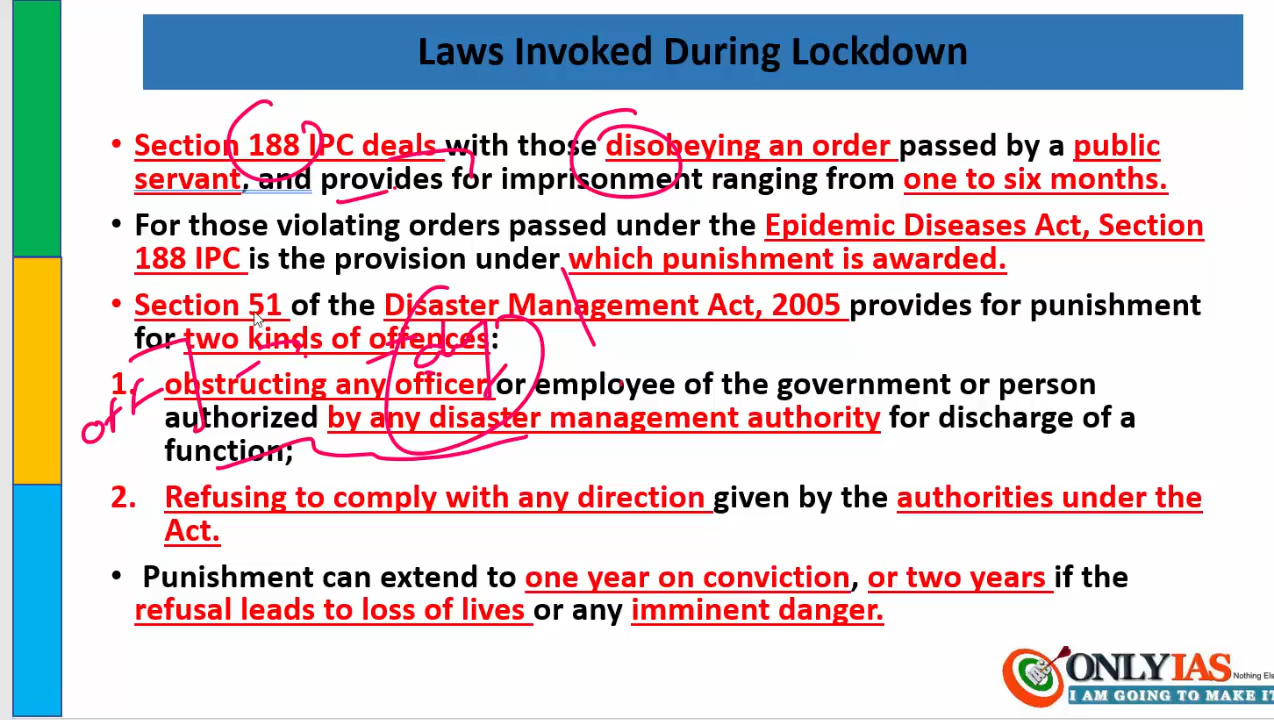 Laws Invoked During Lockdown
• Section 188 IPC deals with those disobeying an order passed by a public
servant, and provides for imprisonment ranging from one to six months.
• For those violating orders passed under the Epidemic Diseases Act, Section
188 IPC is the provision under which punishment is awarded.
• Section 51 of the Disaster Management Act, 2005 provides for punishment
for two kinds of offences:
1. obstructing any officer or employee of the government or person
authorized by any disaster management authority for discharge of a
function;
2. Refusing to comply with any direction given by the authorities under the
Act.
• Punishment can extend to one year on conviction, or two years if the
refusal leads to loss of lives or any imminent danger.
ONLYIAS
Nothing Else
I AM GOING TO MAKE IT